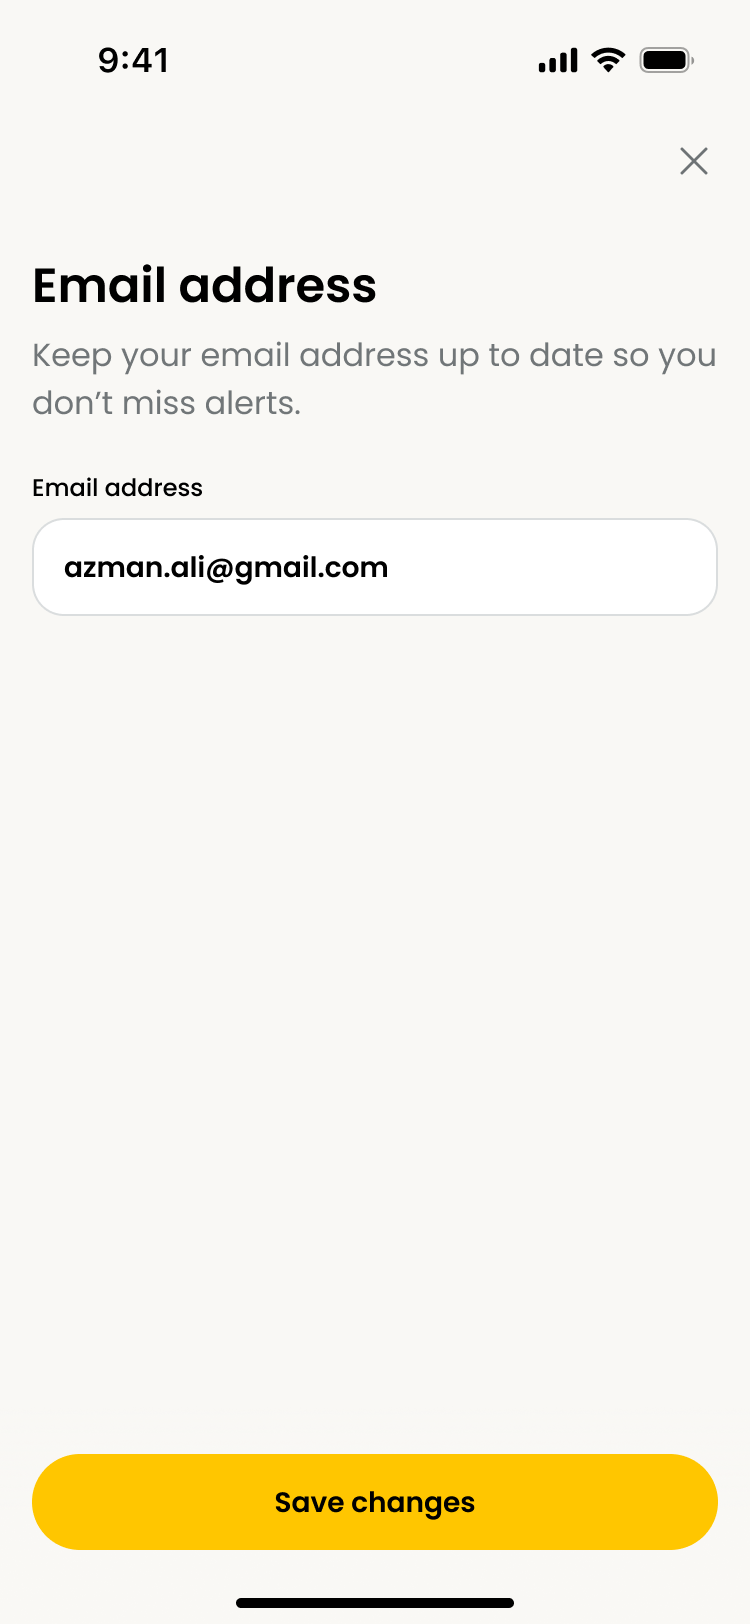 9:41
Email address
Keep your email address up to date so you
don’t miss alerts.
Email address
azman.ali@gmail.com
Save changes